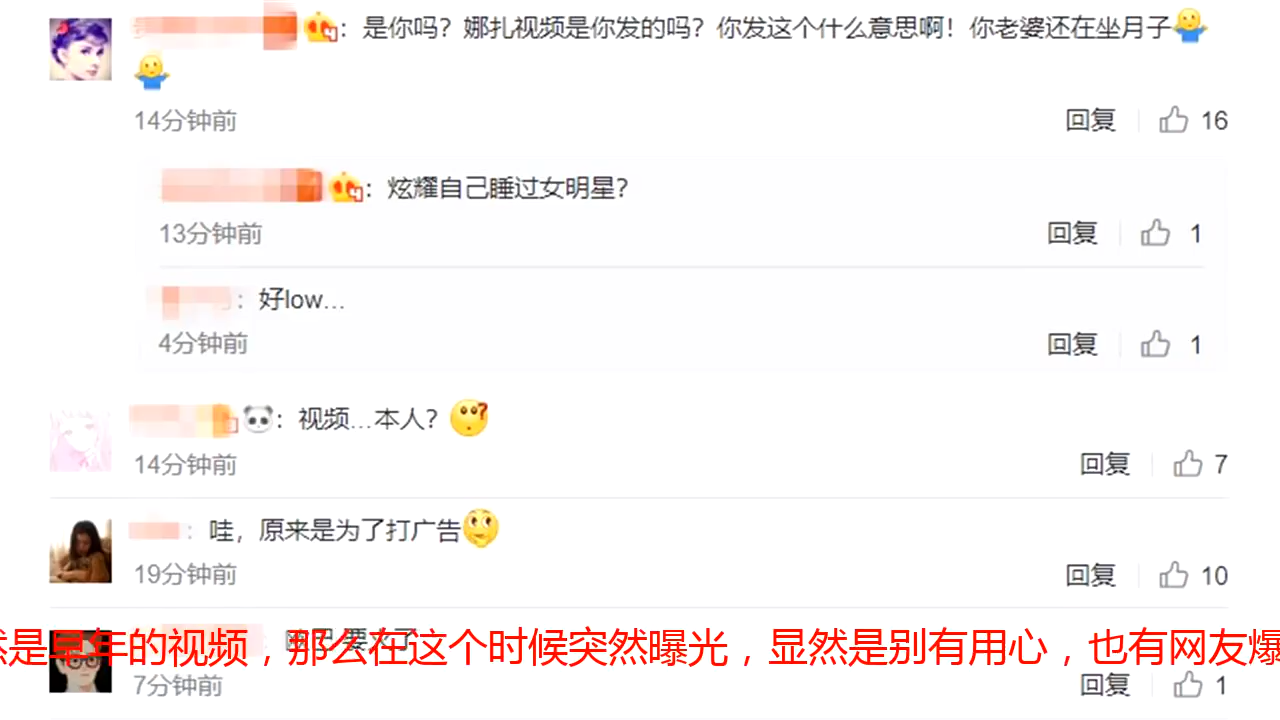 ：是你吗？娜扎视频是你发的吗？你发这个什么意思啊！你老婆还在坐月子
14分钟前
回复 16
：炫耀自己睡过女明星？
13分钟前
回复 1
：好low...
4分钟前
回复 1
：视频...本人？
14分钟前
回复 7
：哇，原来是为了打广告
19分钟前
回复 10
要火了
是早年的视频，那么在这个时候突然曝光，显然是别有用心，也有网友爆
7分钟前
回复 1